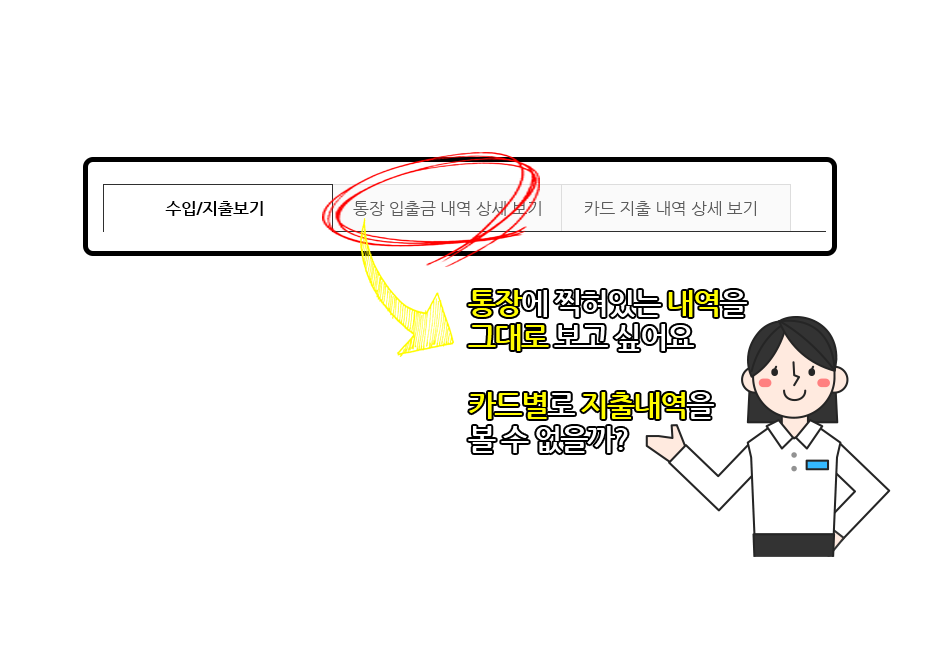 수입/지출보기
통장 입출금 내역 상세 보기
카드 지출 내역 상세 보기
통장에 찍혀있는 내역을
그대로 보고 싶어요
카드별로 지출내역을
볼 수 없을까?